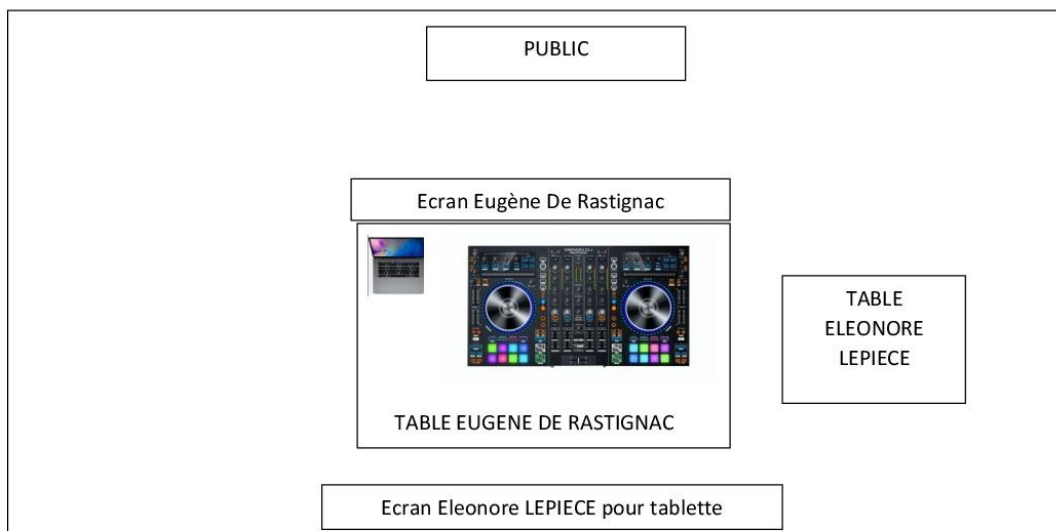 PUBLIC
Ecran Eugène De Rastignac
TABLE
ELEONORE
LEPIECE
TABLE EUGENE DE RASTIGNAC
Ecran Eleonore LEPIECE pour tablette